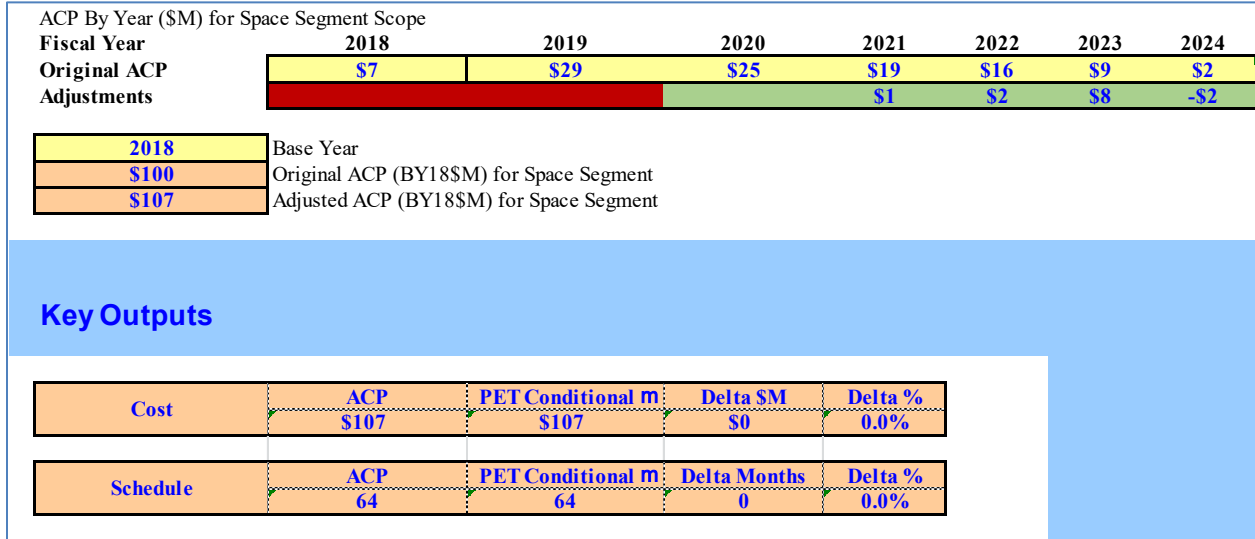 ACP By Year ($M) for Space Segment Scope
Fiscal Year 2018 2019 2020 2021 2022 2023 2024
Original ACP $7 $29 $25 $19 $16 $9 $2
Adjustments $1 $2 $8 -$2
2018 Base Year
$100 Original ACP (BY18$M) for Space Segment
$107 Adjusted ACP (BY18$M) for Space Segment
Key Outputs
Cost ACP PET Conditional m Delta $M Delta %
$107 $107 $0 0.0%
Schedule ACP PET Conditional m Delta Months Delta %
64 64 0 0.0%